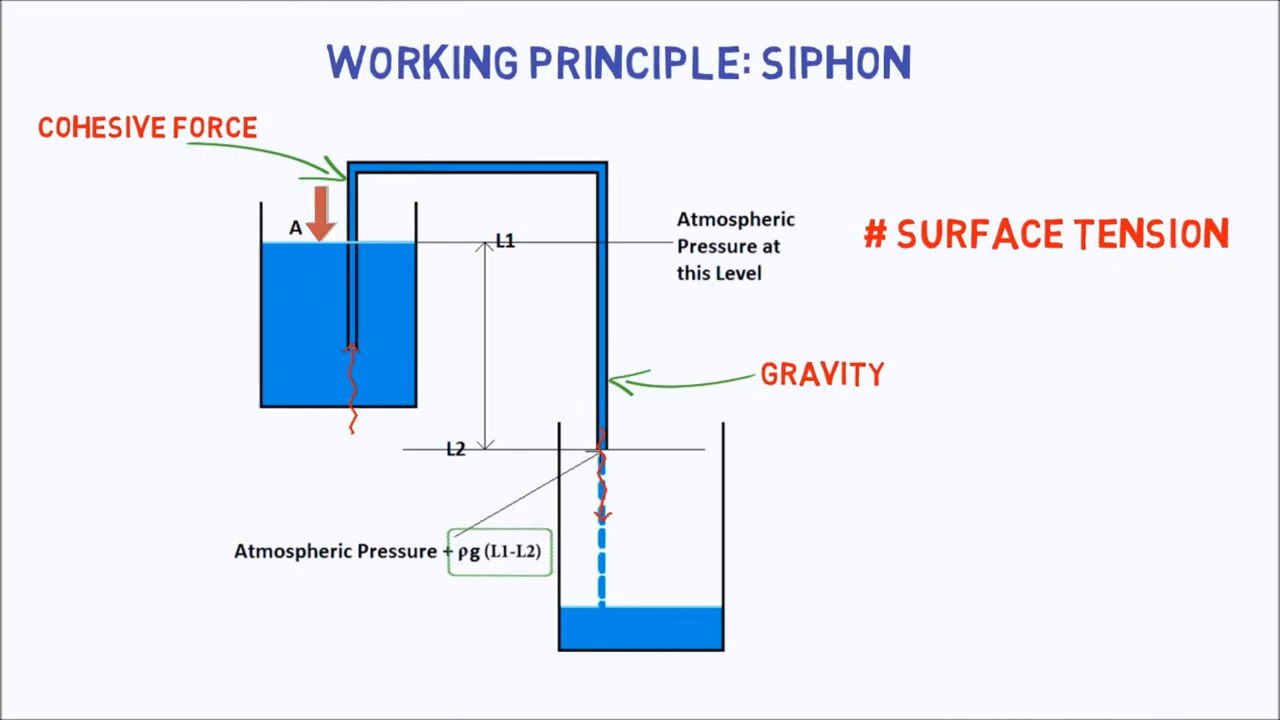 WORKING PRINCIPLE: SIPHON
COHESIVE FORCE
A
L1
Atmospheric
Pressure at
this Level
# SURFACE TENSION
GRAVITY
L2
Atmospheric Pressure + ρg (L1-L2)